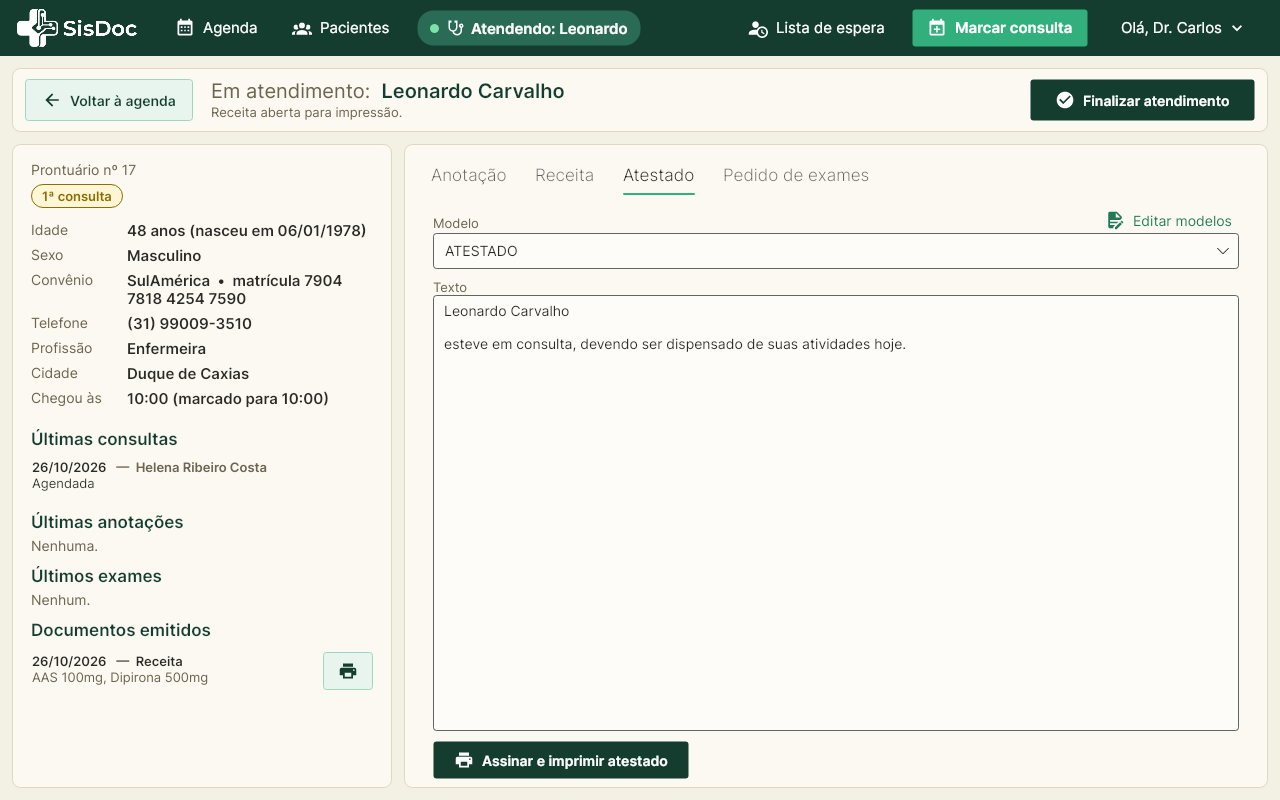 SisDoc
Agenda
Pacientes
Atendendo: Leonardo
Lista de espera
Marcar consulta
Olá, Dr. Carlos
Voltar à agenda
Em atendimento: Leonardo Carvalho
Receita aberta para impressão.
Finalizar atendimento
Prontuário nº 17
1ª consulta
Idade 48 anos (nasceu em 06/01/1978)
Sexo Masculino
Convênio SulAmérica • matrícula 7904
7818 4254 7590
Telefone (31) 99009-3510
Profissão Enfermeira
Cidade Duque de Caxias
Chegou às 10:00 (marcado para 10:00)
Últimas consultas
26/10/2026 — Helena Ribeiro Costa
Agendada
Últimas anotações
Nenhuma.
Últimos exames
Nenhum.
Documentos emitidos
26/10/2026 — Receita
AAS 100mg, Dipirona 500mg
Anotação Receita Atestado Pedido de exames
Modelo
Editar modelos
ATESTADO
Texto
Leonardo Carvalho
esteve em consulta, devendo ser dispensado de suas atividades hoje.
Assinar e imprimir atestado